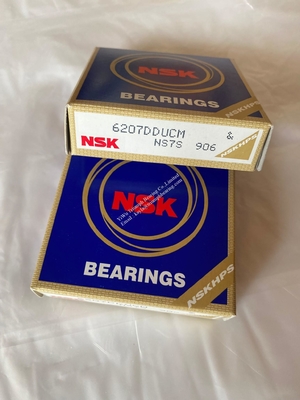 NSK
BEARINGS
NSKHPS
6207DDUCM &
NSK NS7S 906
NSK
BEARINGS
NSKHPS